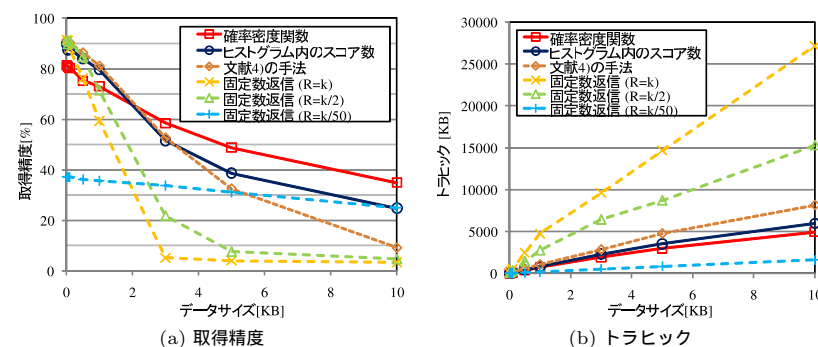 100
80
60
40
20
0
取得精度[%]
確率密度関数
ヒストグラム内のスコア数
文献4)の手法
固定数返信 (R=k)
固定数返信 (R=k/2)
固定数返信 (R=k/50)
0 2 4 6 8 10
データサイズ[KB]
(a) 取得精度
30000
25000
20000
15000
10000
5000
0
トラヒック [KB]
確率密度関数
ヒストグラム内のスコア数
文献4)の手法
固定数返信 (R=k)
固定数返信 (R=k/2)
固定数返信 (R=k/50)
0 2 4 6 8 10
データサイズ[KB]
(b) トラヒック